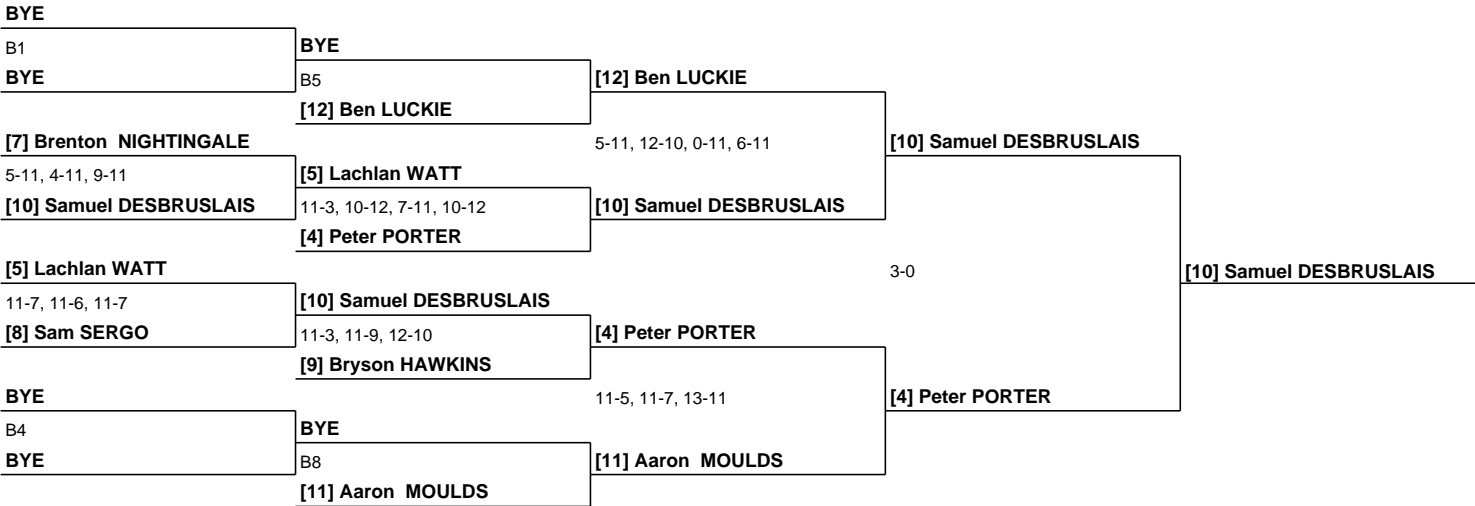 BYE
B1
BYE
BYE
B5
[12] Ben LUCKIE
[12] Ben LUCKIE
[7] Brenton  NIGHTINGALE
5-11, 4-11, 9-11
[10] Samuel DESBRUSLAIS
[5] Lachlan WATT
11-3, 10-12, 7-11, 10-12
[4] Peter PORTER
5-11, 12-10, 0-11, 6-11
[10] Samuel DESBRUSLAIS
[10] Samuel DESBRUSLAIS
[5] Lachlan WATT
11-7, 11-6, 11-7
[8] Sam SERGO
[10] Samuel DESBRUSLAIS
11-3, 11-9, 12-10
[9] Bryson HAWKINS
[4] Peter PORTER
3-0
[10] Samuel DESBRUSLAIS
BYE
B4
BYE
BYE
B8
[11] Aaron  MOULDS
11-5, 11-7, 13-11
[11] Aaron  MOULDS
[4] Peter PORTER